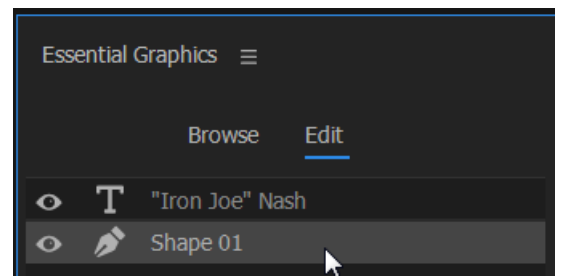 Essential Graphics
Browse Edit
"Iron Joe" Nash
Shape 01